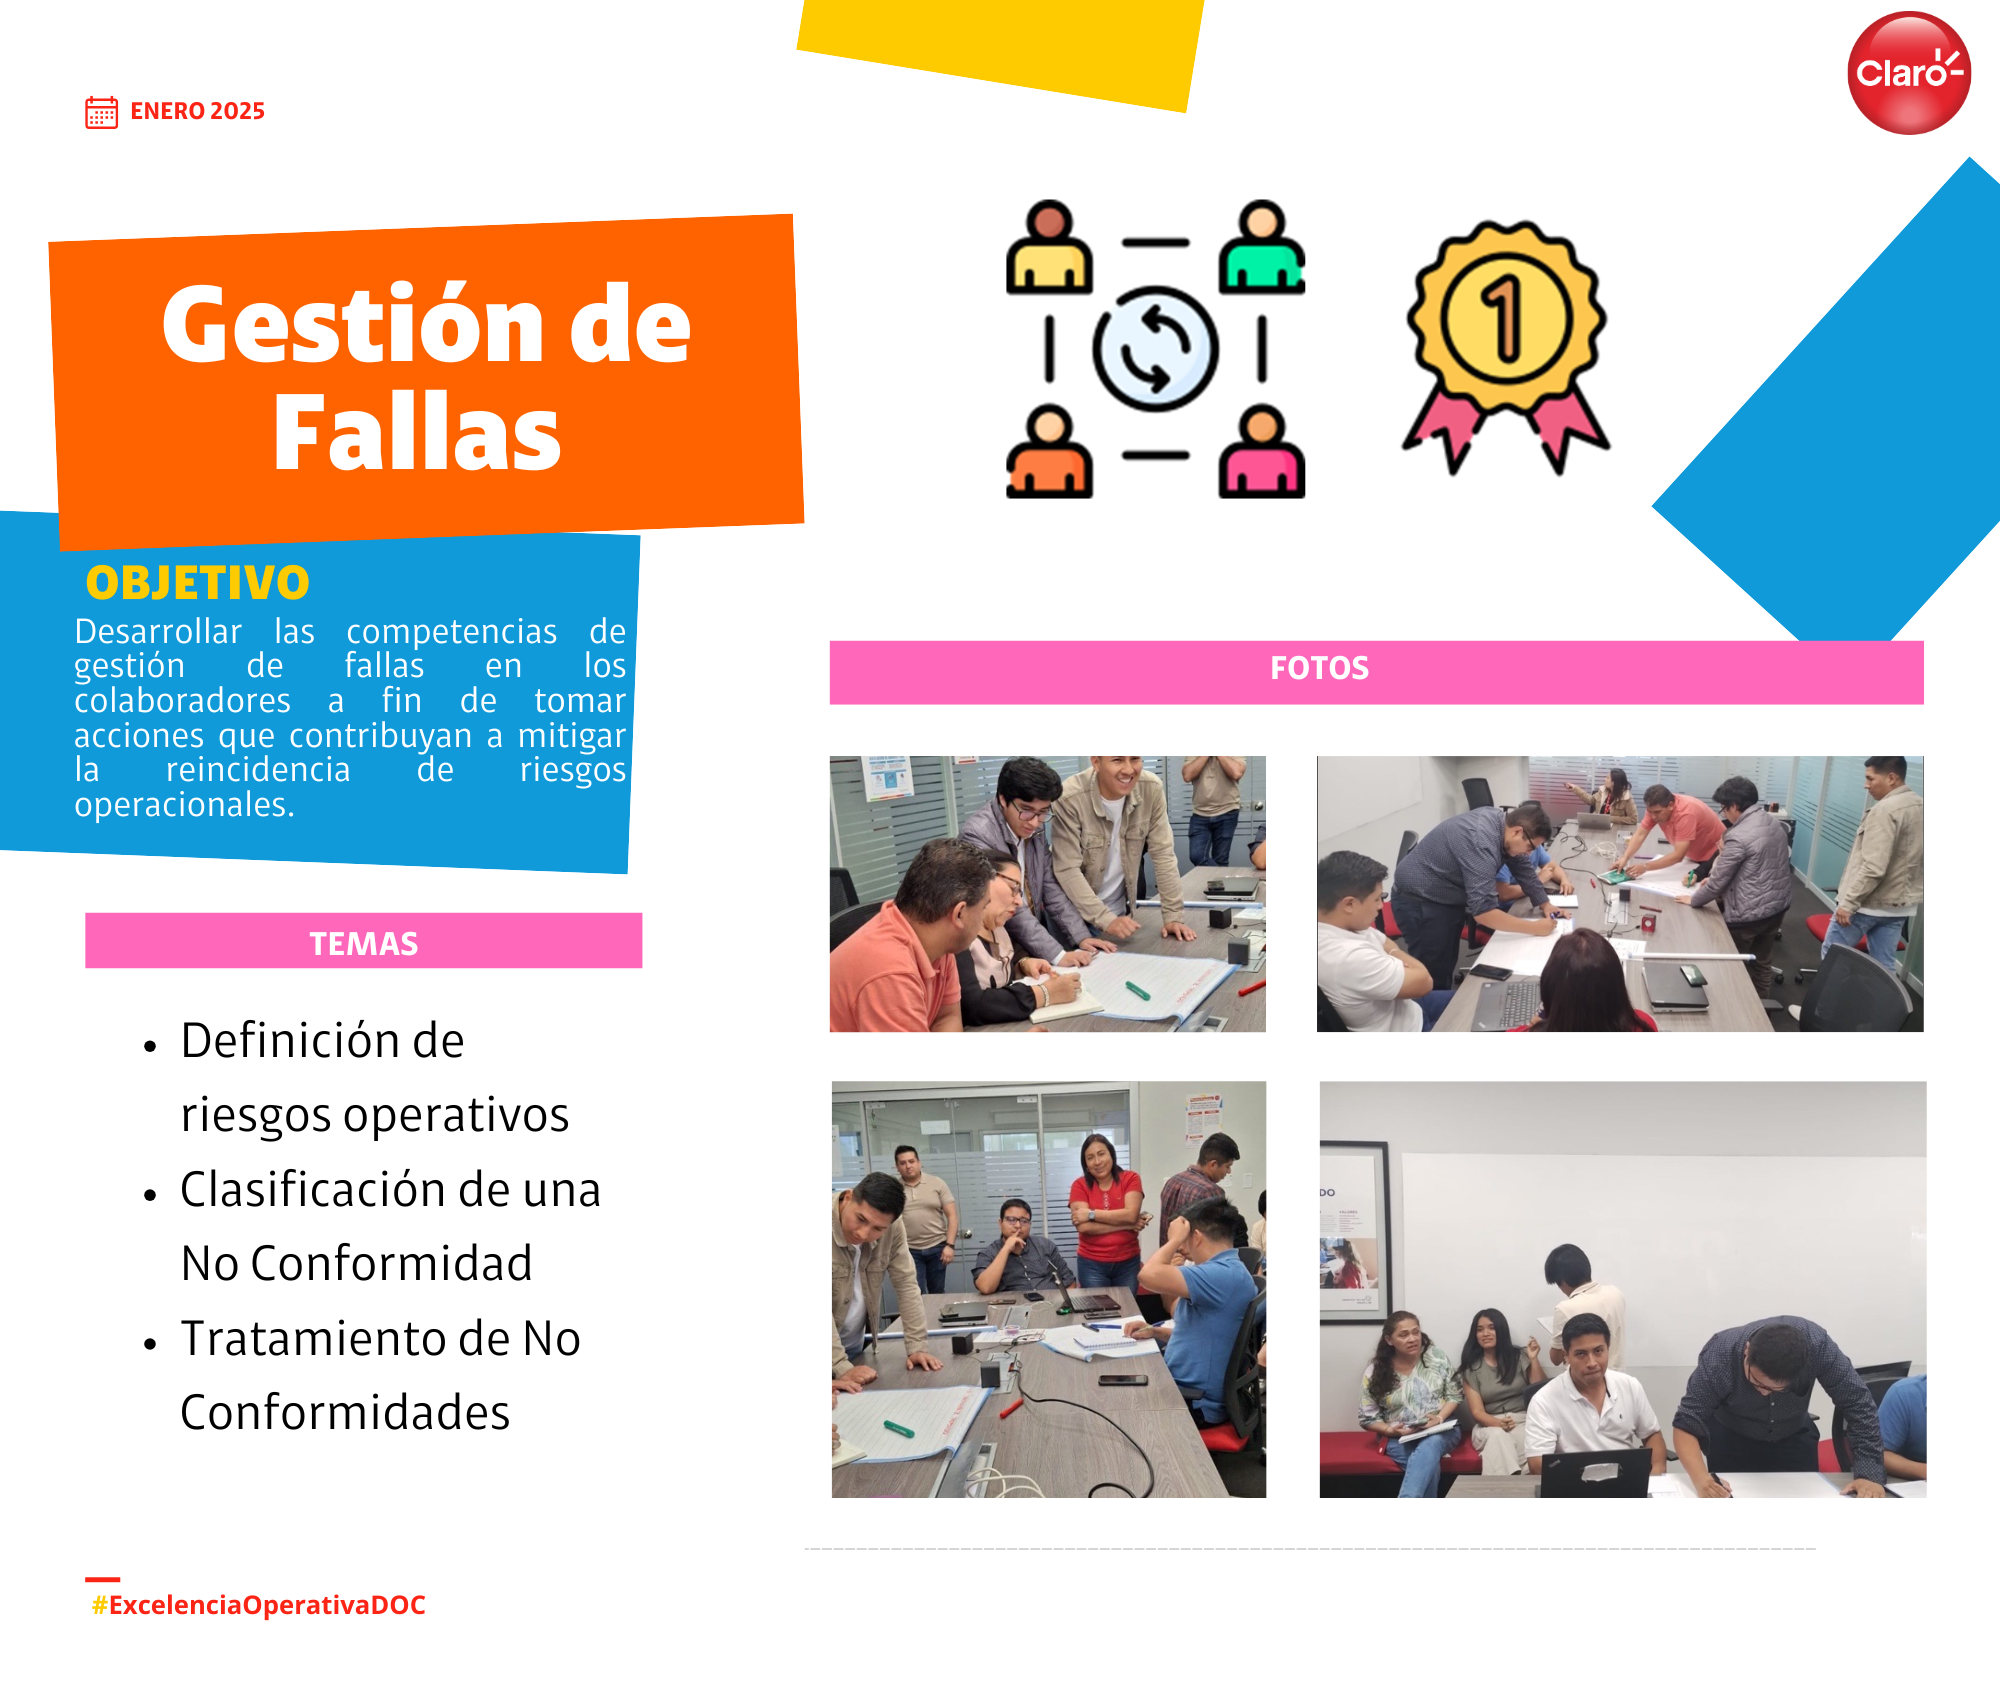 ENERO 2025
Claro
Gestión de
Fallas
1
OBJETIVO
Desarrollar las competencias de
gestión de fallas en los
colaboradores a fin de tomar
acciones que contribuyan a mitigar
la reincidencia de riesgos
operacionales.
TEMAS
• Definición de
riesgos operativos
• Clasificación de una
No Conformidad
• Tratamiento de No
Conformidades
FOTOS
#ExcelenciaOperativaDOC